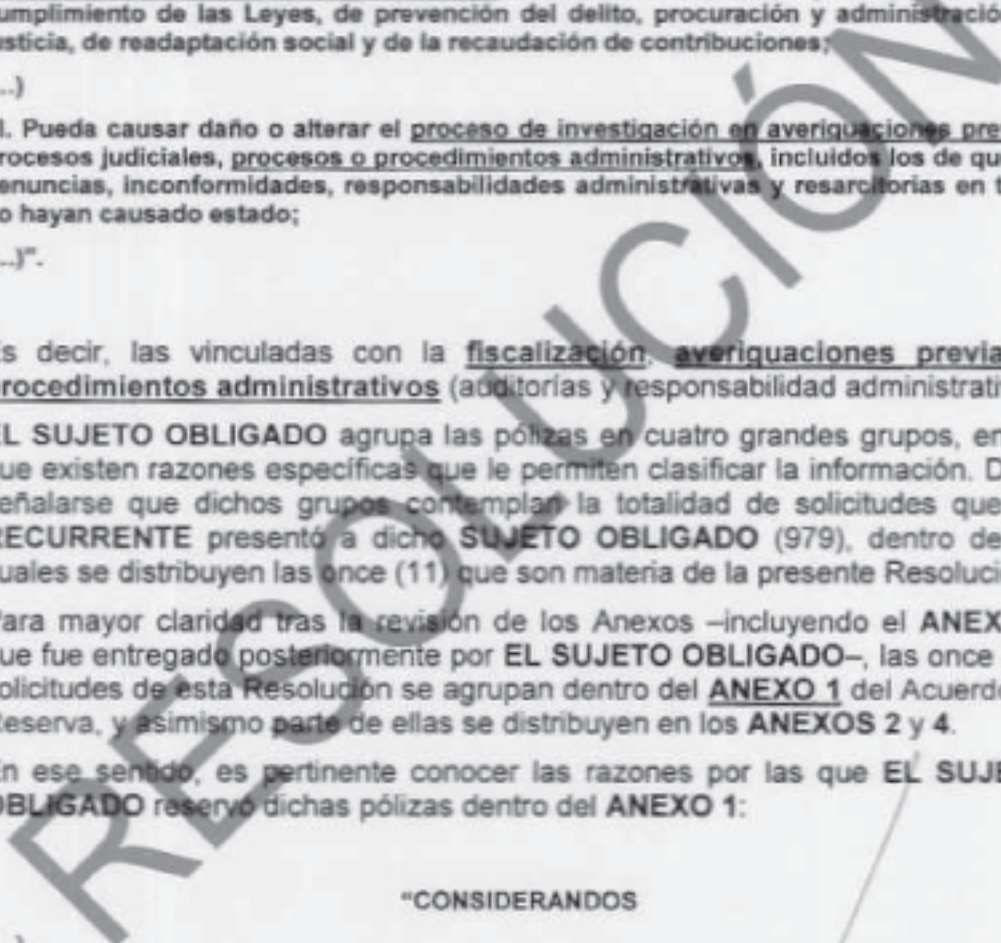 umplimiento de las Leyes, de prevención del delito, procuración y administració
usticia, de readaptación social y de la recaudación de contribuciones;
..)
I. Pueda causar daño o alterar el proceso de investigación en averiguaciones pre
rocesos judiciales, procesos o procedimientos administrativos, incluidos los de qu
enuncias, inconformidades, responsabilidades administrativas y resarcitorias en t
o hayan causado estado;
..)".
s decir, las vinculadas con la fiscalización, averiguaciones previa
rocedimientos administrativos (auditorías y responsabilidad administrati
L SUJETO OBLIGADO agrupa las pólizas en cuatro grandes grupos, en
ue existen razones específicas que le permiten clasificar la información. D
eñalarse que dichos grupos contemplan la totalidad de solicitudes que
RECURRENTE presentó a dicho SUJETO OBLIGADO (979), dentro de
uales se distribuyen las once (11) que son materia de la presente Resoluci
ara mayor claridad tras la revisión de los Anexos –incluyendo el ANEX
ue fue entregado posteriormente por EL SUJETO OBLIGADO–, las once
olicitudes de esta Resolución se agrupan dentro del ANEXO 1 del Acuerd
Reserva, y asimismo parte de ellas se distribuyen en los ANEXOS 2 y 4.
n ese sentido, es pertinente conocer las razones por las que EL SUJE
OBLIGADO reservó dichas pólizas dentro del ANEXO 1:
"CONSIDERANDOS
RESOLUCIÓN